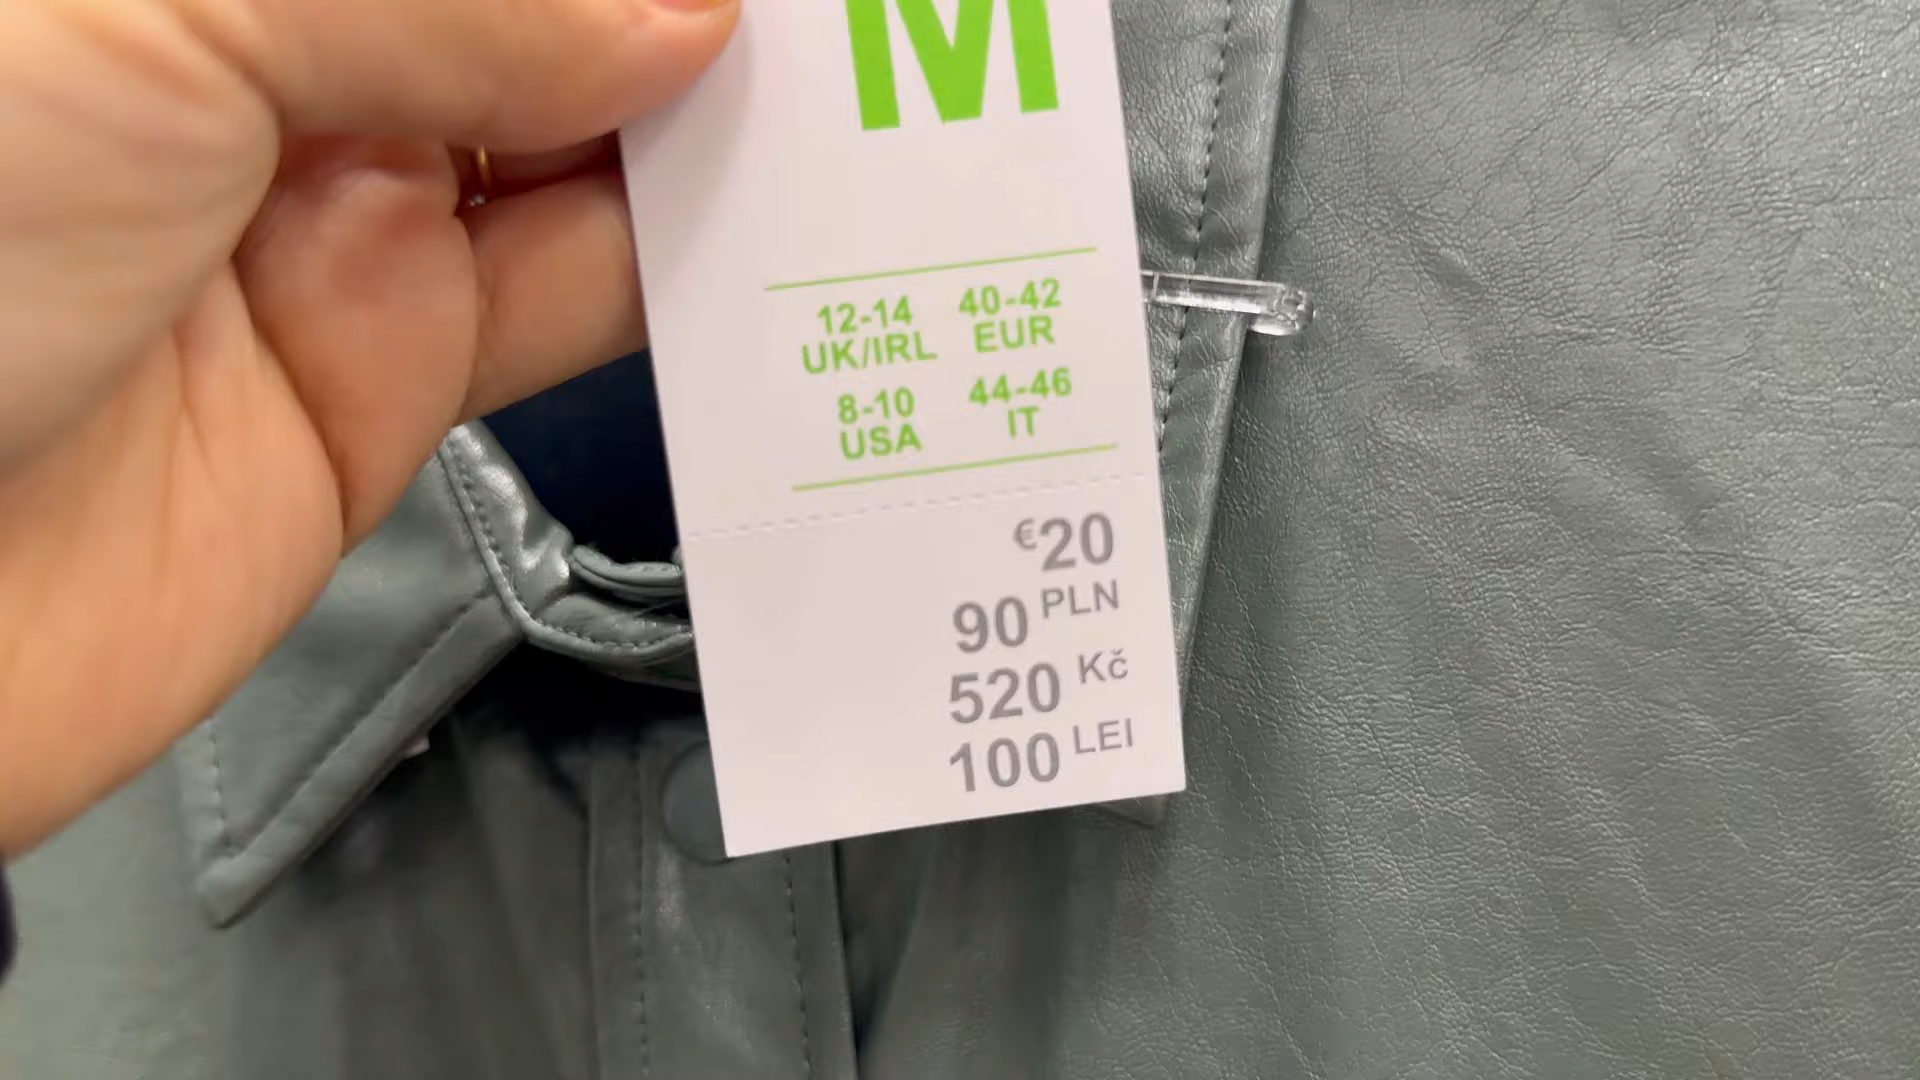 M
12-14 40-42
UK/IRL EUR
8-10 44-46
USA IT
€20
90 PLN
520 Kč
100 LEI